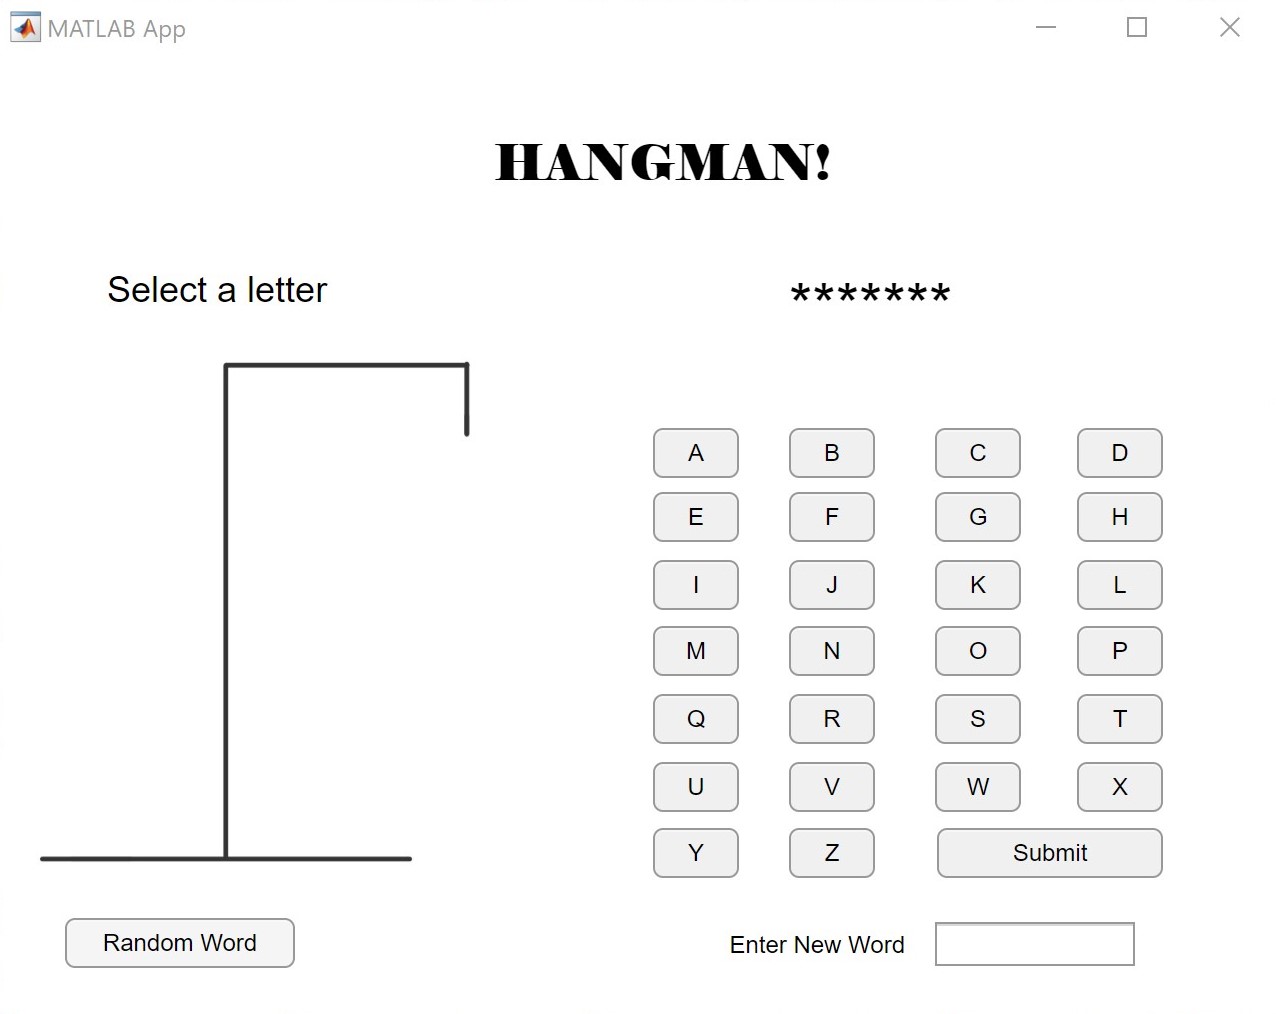 MATLAB App
HANGMAN!
Select a letter
*******
A B C D
E F G H
I J K L
M N O P
Q R S T
U V W X
Y Z Submit
Random Word
Enter New Word